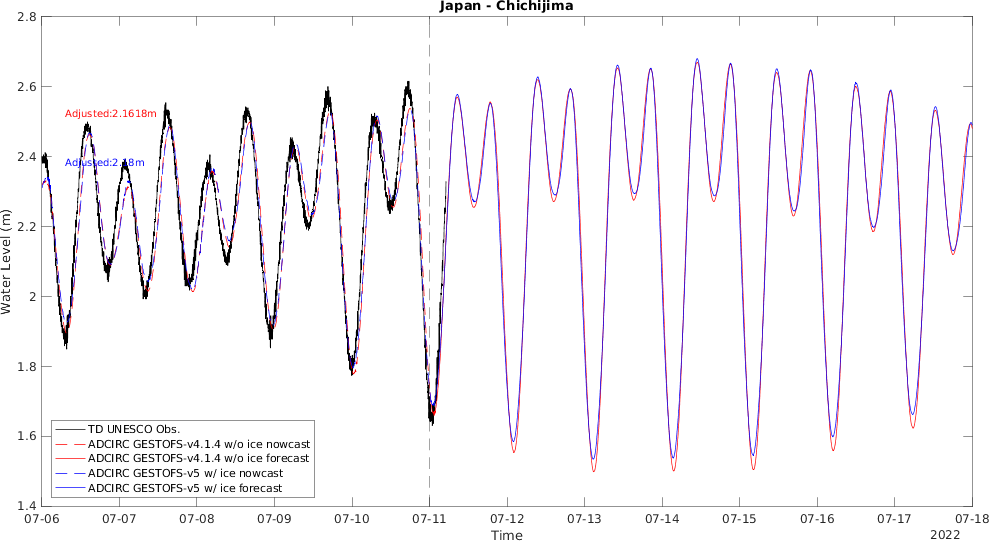 Japan - Chichijima
2.8
2.6
2.4
2.2
2
1.8
1.6
1.4
Water Level (m)
Adjusted:2.1618m
TD UNESCO Obs.
ADCIRC GESTOFS-v4.1.4 w/o ice nowcast
ADCIRC GESTOFS-v4.1.4 w/o ice forecast
ADCIRC GESTOFS-v5 w/ ice nowcast
ADCIRC GESTOFS-v5 w/ ice forecast
07-06 07-07 07-08 07-09 07-10 07-11 07-12 07-13 07-14 07-15 07-16 07-17 07-18
Time
2022